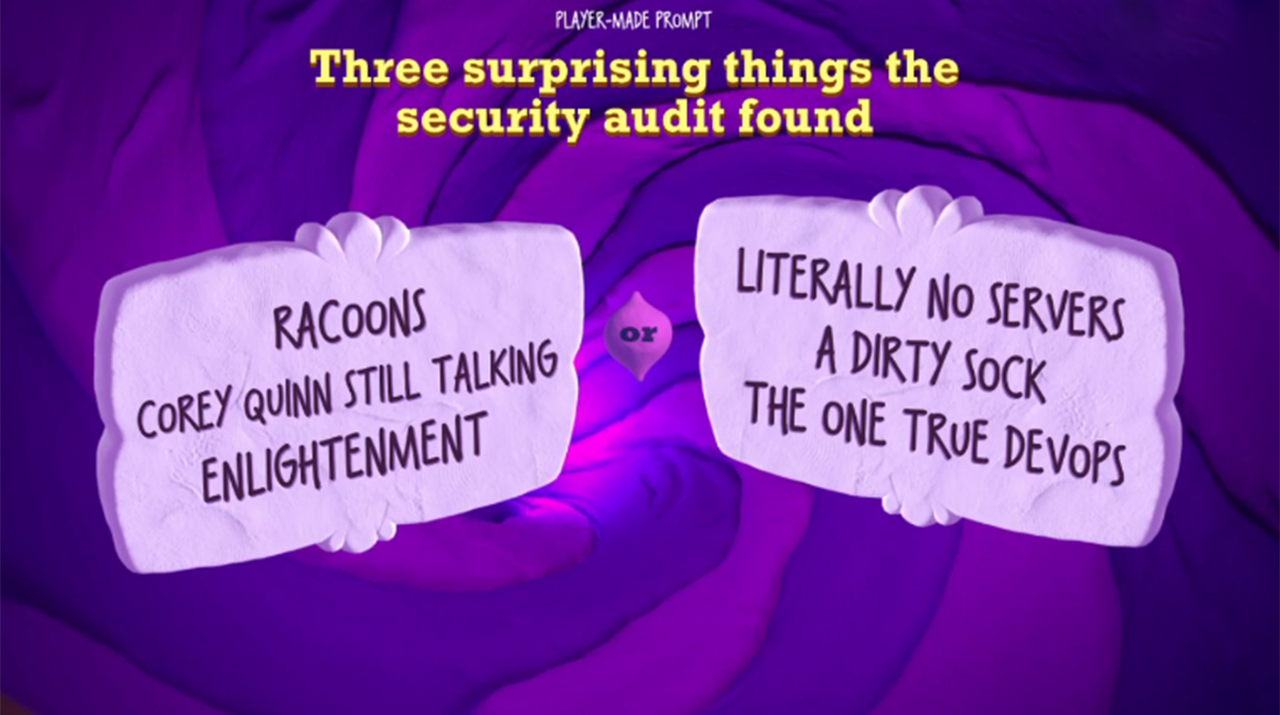 PLAYER-MADE PROMPT
Three surprising things the
security audit found
RACOONS
COREY QUINN STILL TALKING
ENLIGHTENMENT
or
LITERALLY NO SERVERS
A DIRTY SOCK
THE ONE TRUE DEVOPS